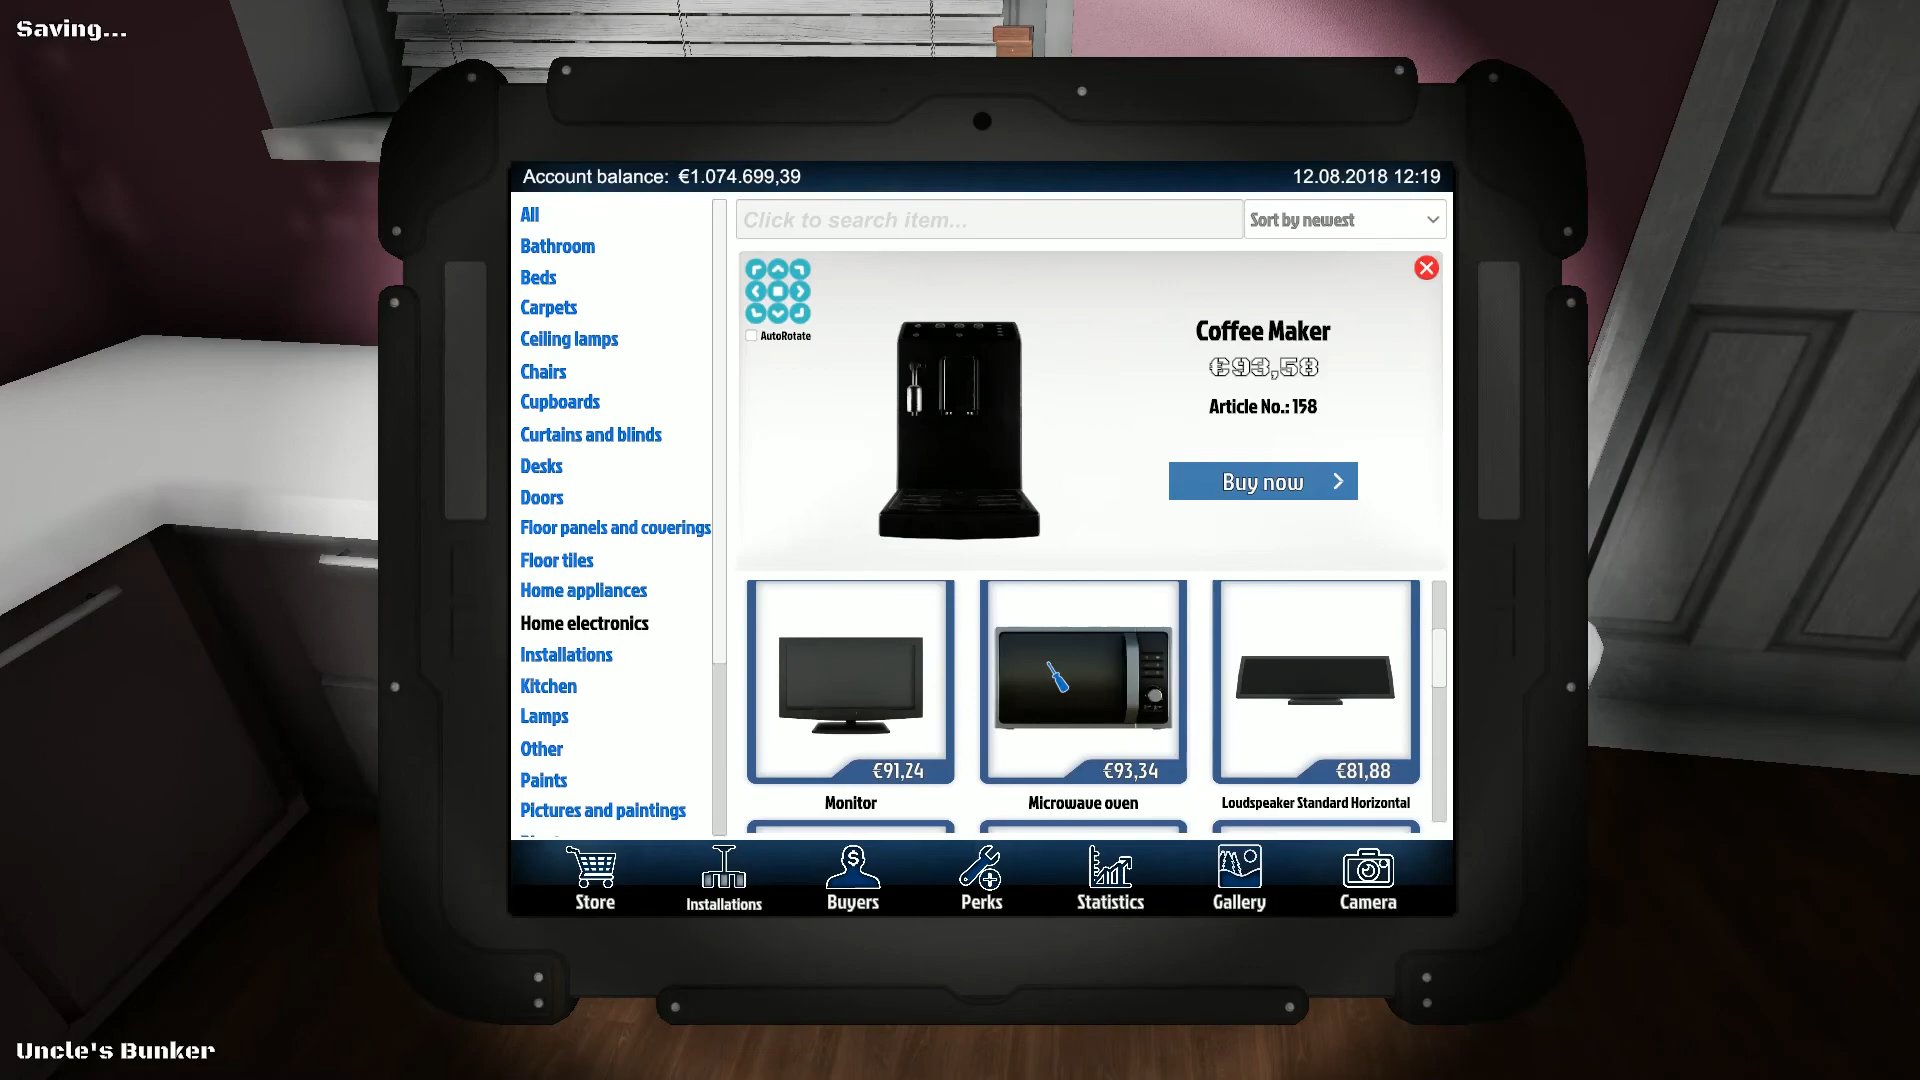 Saving...
Account balance: €1.074.699,39
12.08.2018 12:19
All
Bathroom
Beds
Carpets
Ceiling lamps
Chairs
Cupboards
Curtains and blinds
Desks
Doors
Floor panels and coverings
Floor tiles
Home appliances
Home electronics
Installations
Kitchen
Lamps
Other
Paints
Pictures and paintings
Click to search item...
Sort by newest
AutoRotate
Coffee Maker
€93,58
Article No.: 158
Buy now
€91,24
€93,34
€81,88
Monitor
Microwave oven
Loudspeaker Standard Horizontal
Store
Installations
Buyers
Perks
Statistics
Gallery
Camera
Uncle's Bunker